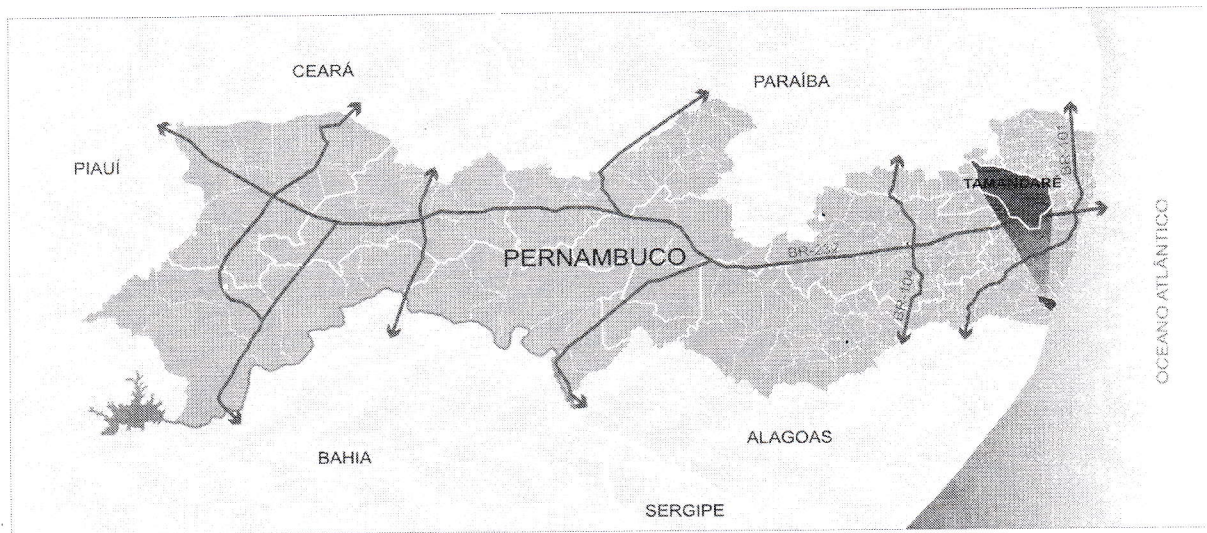 CEARÁ
PARAÍBA
PIAUÍ
TAMANDARÉ
BR-101
PERNAMBUCO
BR-232
BR-104
OCEANO ATLÂNTICO
ALAGOAS
BAHIA
SERGIPE